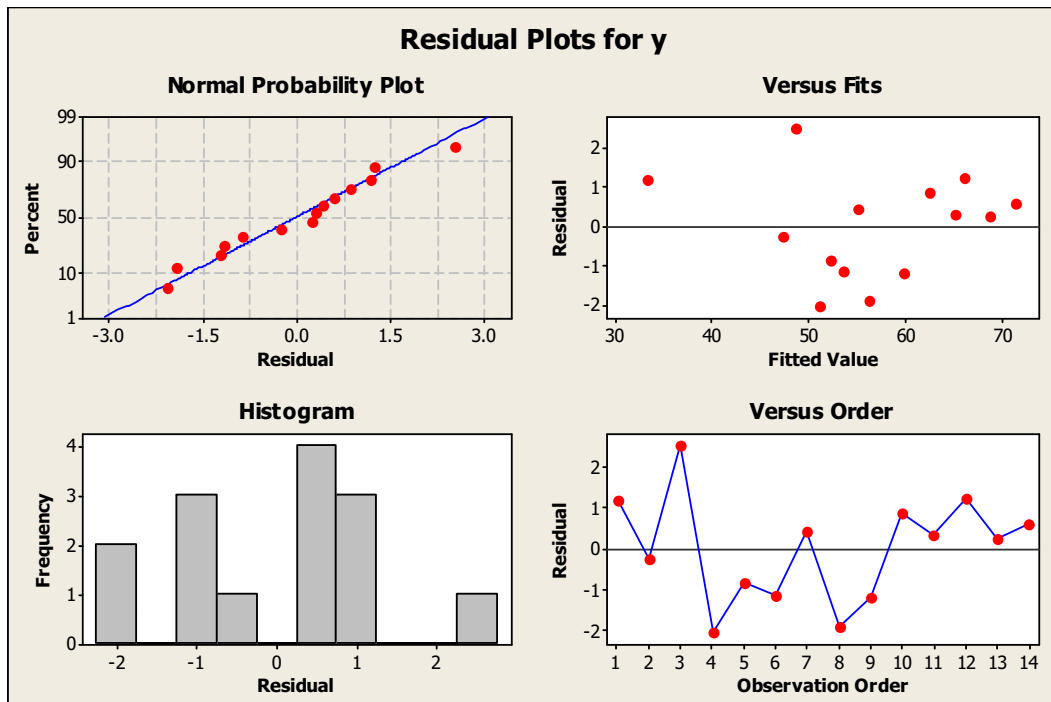 Residual Plots for y
Normal Probability Plot
99
90
50
10
1
Percent
-3.0 -1.5 0.0 1.5 3.0
Residual
Versus Fits
2
1
0
-1
-2
Residual
30 40 50 60 70
Fitted Value
Histogram
4
3
2
1
0
Frequency
-2 -1 0 1 2
Residual
Versus Order
2
1
0
-1
-2
Residual
1 2 3 4 5 6 7 8 9 10 11 12 13 14
Observation Order